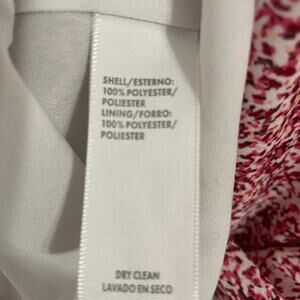 SHELL/ESTERNO:
100% POLYESTER/
POLIESTER
LINING/FORRO:
100% POLYESTER/
POLIESTER
DRY CLEAN
LAVADO EN SECO